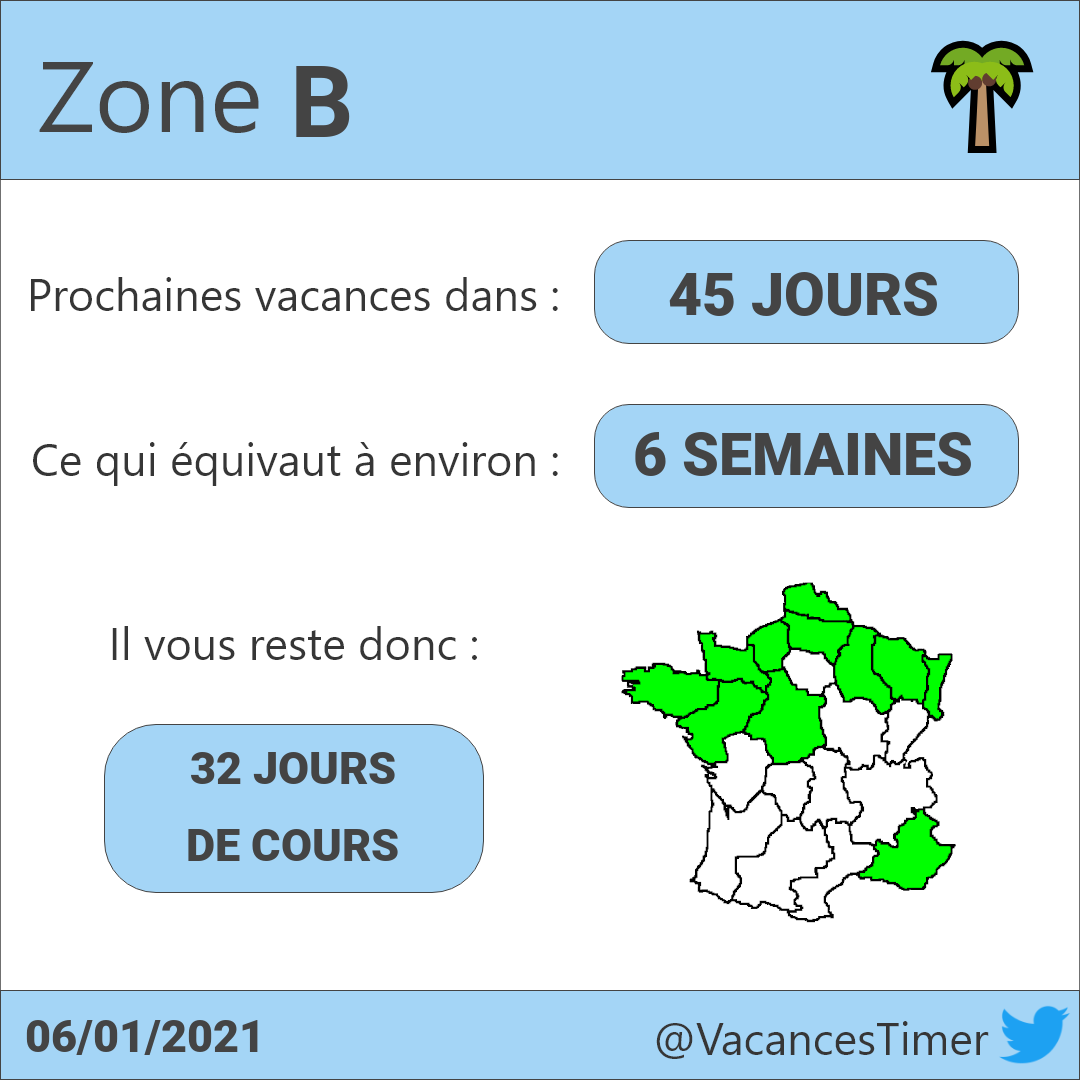 Zone B
Prochaines vacances dans :
45 JOURS
Ce qui équivaut à environ :
6 SEMAINES
Il vous reste donc :
32 JOURS
DE COURS
06/01/2021
@VacancesTimer